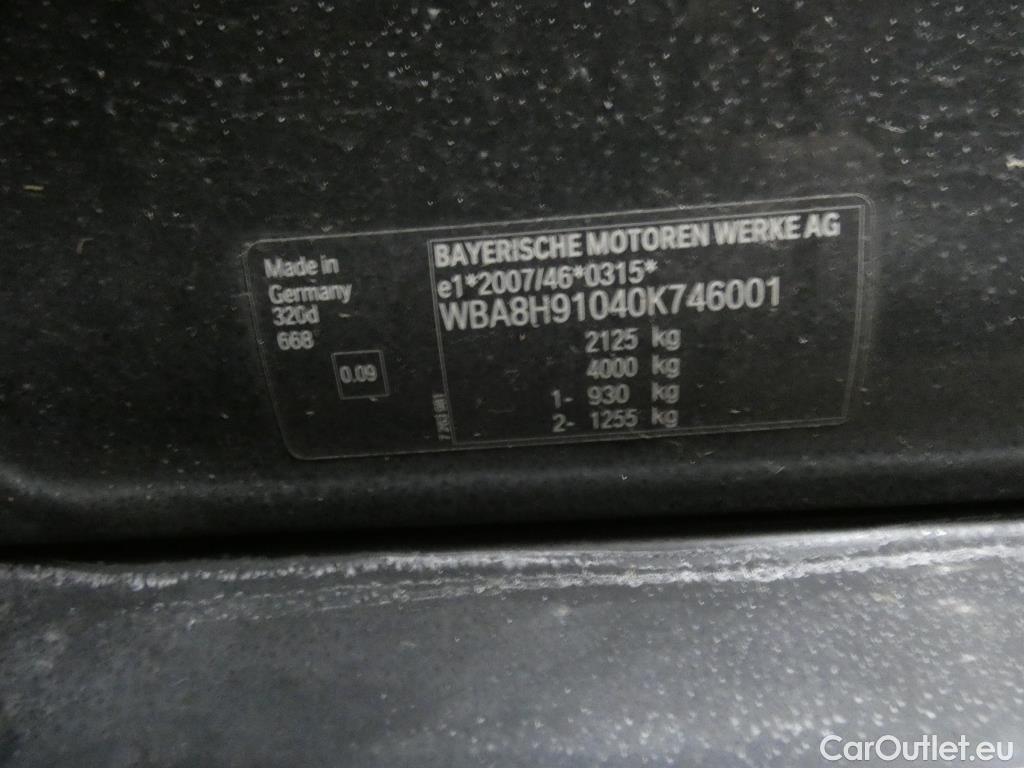 Made in
Germany
320d
668
0.09
BAYERISCHE MOTOREN WERKE AG
e1*2007/46*0315*
WBA8H91040K746001
2125 kg
4000 kg
1- 930 kg
2- 1255 kg
CarOutlet.eu